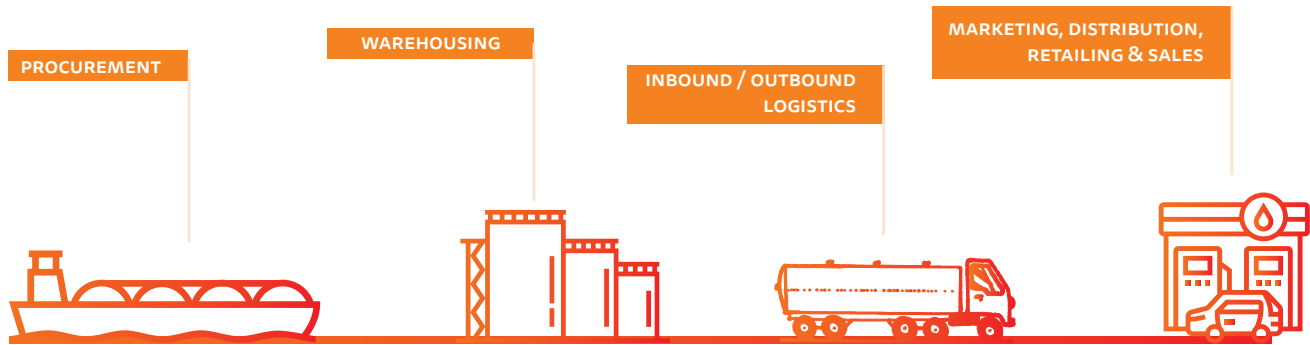 PROCUREMENT
WAREHOUSING
INBOUND / OUTBOUND
LOGISTICS
MARKETING, DISTRIBUTION,
RETAILING & SALES